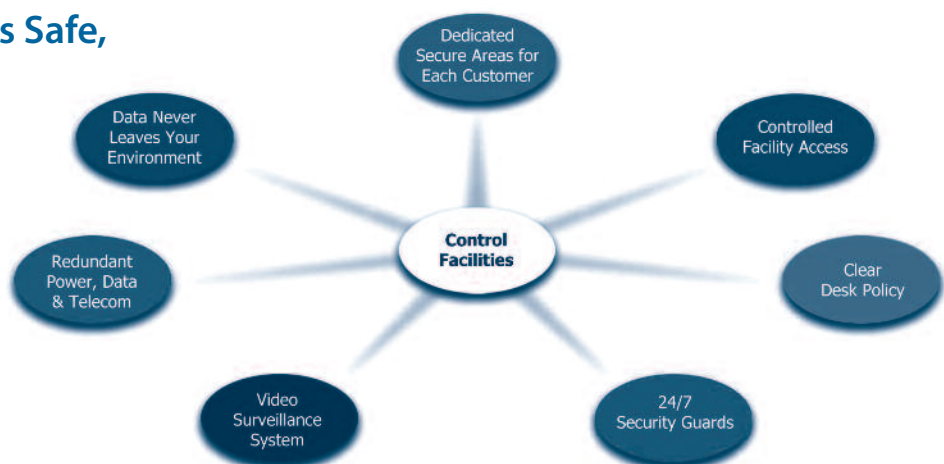 s Safe,
Dedicated
Secure Areas for
Each Customer
Data Never
Leaves Your
Environment
Controlled
Facility Access
Control
Facilities
Redundant
Power, Data
& Telecom
Clear
Desk Policy
Video
Surveillance
System
24/7
Security Guards